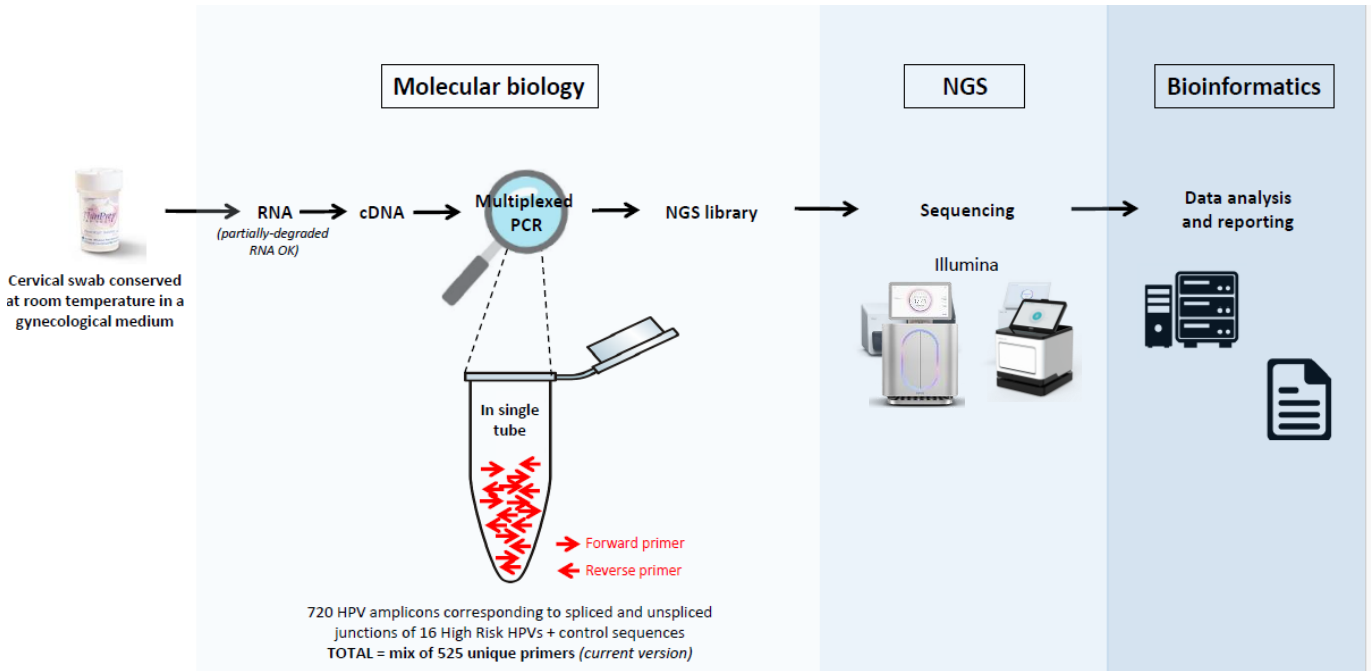 Molecular biology
NGS
Bioinformatics
Cervical swab conserved
at room temperature in a
gynecological medium
RNA
(partially-degraded
RNA OK)
cDNA
Multiplexed
PCR
NGS library
Sequencing
Illumina
Data analysis
and reporting
In single
tube
Forward primer
Reverse primer
720 HPV amplicons corresponding to spliced and unspliced
junctions of 16 High Risk HPVs + control sequences
TOTAL = mix of 525 unique primers (current version)